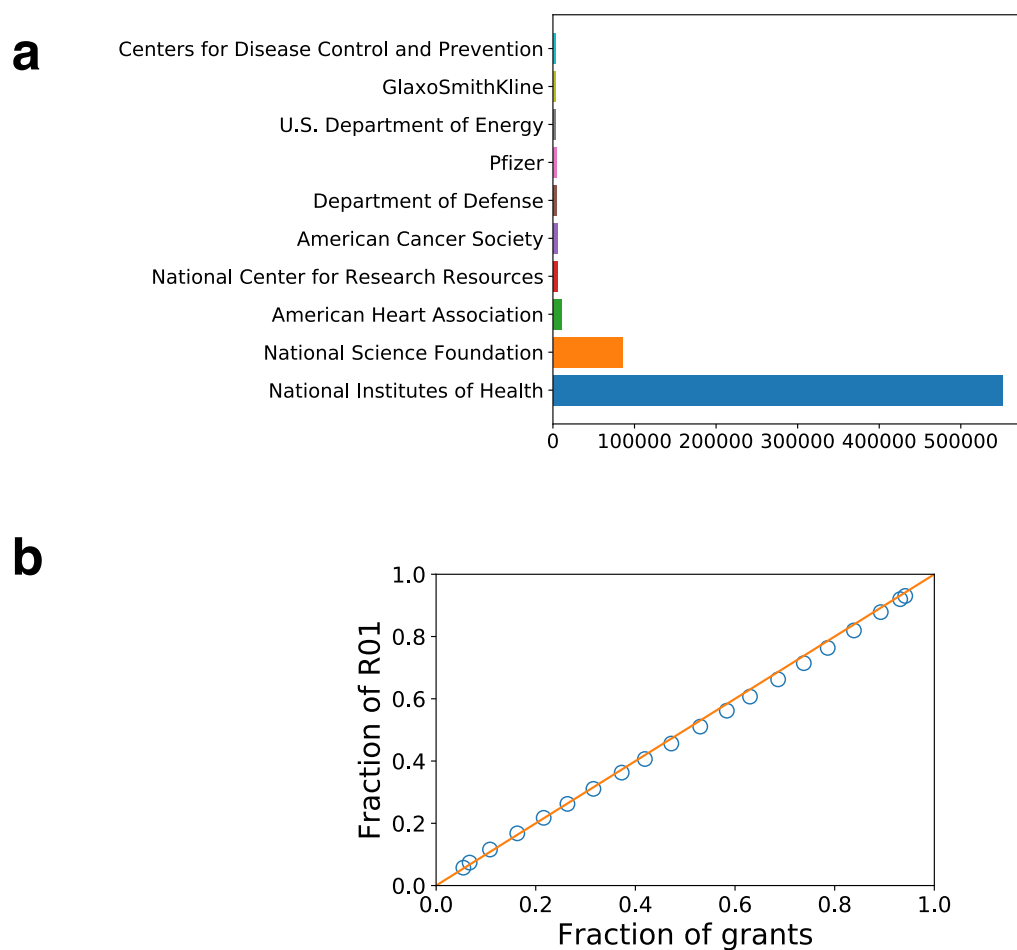 a
Centers for Disease Control and Prevention
GlaxoSmithKline
U.S. Department of Energy
Pfizer
Department of Defense
American Cancer Society
National Center for Research Resources
American Heart Association
National Science Foundation
National Institutes of Health
0 100000 200000 300000 400000 500000
b
1.0
0.8
0.6
0.4
0.2
0.0
Fraction of R01
0.0 0.2 0.4 0.6 0.8 1.0
Fraction of grants